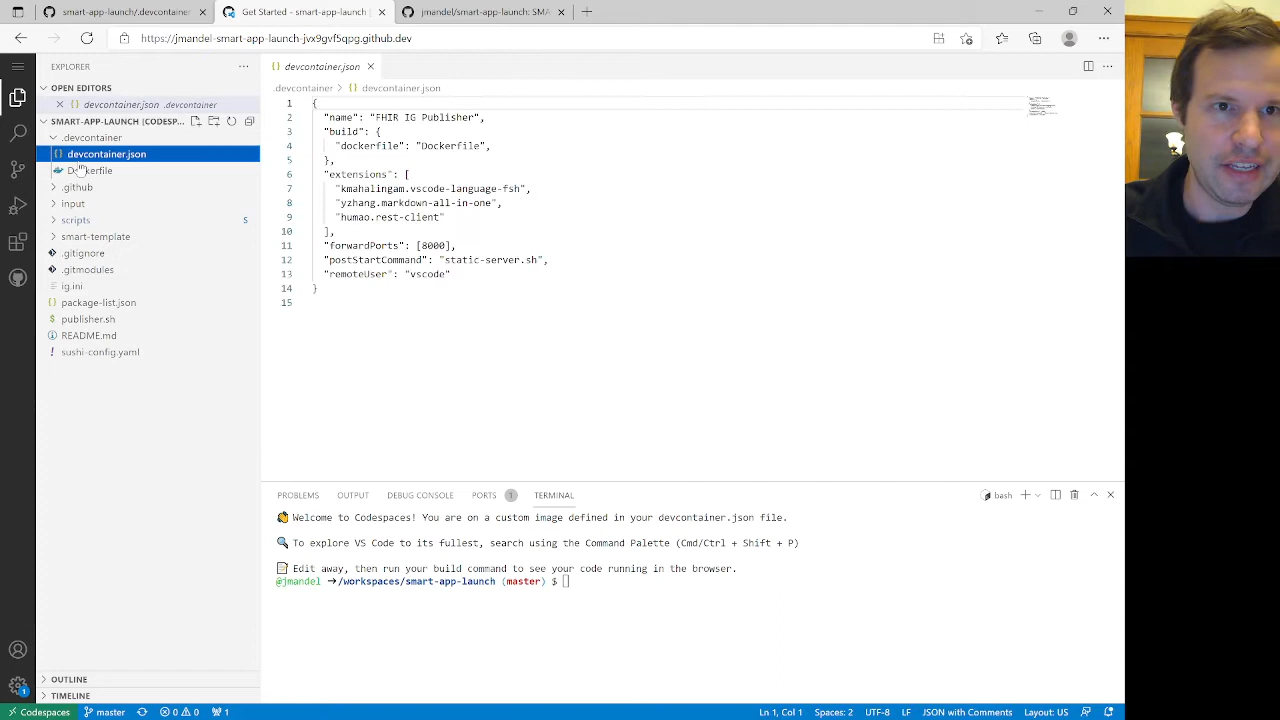 smart-app-launch/.devcontainer
Get Started - smart-app-launch [
jmandel/smart-app-launch: SMA
https://jmandel-smart-app-launch-jvx9gvf5qpg.github.dev
EXPLORER
OPEN EDITORS
devcontainer.json .devcontainer
SMART-APP-LAUNCH [CODESP...
.devcontainer
devcontainer.json
Dockerfile
.github
input
scripts S
smart-template
.gitignore
.gitmodules
ig.ini
package-list.json
publisher.sh
README.md
sushi-config.yaml
OUTLINE
TIMELINE
devcontainer.json
.devcontainer > devcontainer.json
1 {
2 : "FHIR IG Publisher",
3 "build": {
4 "dockerfile": "Dockerfile",
5 },
6 "extensions": [
7 "kmahalingam.vscode-language-fsh",
8 "yzhang.markdown-all-in-one",
9 "humao.rest-client"
10 ],
11 "forwardPorts": [8000],
12 "postStartCommand": "static-server.sh",
13 "remoteUser": "vscode"
14 }
15
PROBLEMS OUTPUT DEBUG CONSOLE PORTS 1 TERMINAL
bash
👋 Welcome to Codespaces! You are on a custom image defined in your devcontainer.json file.
🔍 To explore VS Code to its fullest, search using the Command Palette (Cmd/Ctrl + Shift + P)
📝 Edit away, then run your build command to see your code running in the browser.
@jmandel ➜/workspaces/smart-app-launch (master) $
1
Codespaces master 0 0 1 Ln 1, Col 1 Spaces: 2 UTF-8 LF JSON with Comments Layout: US